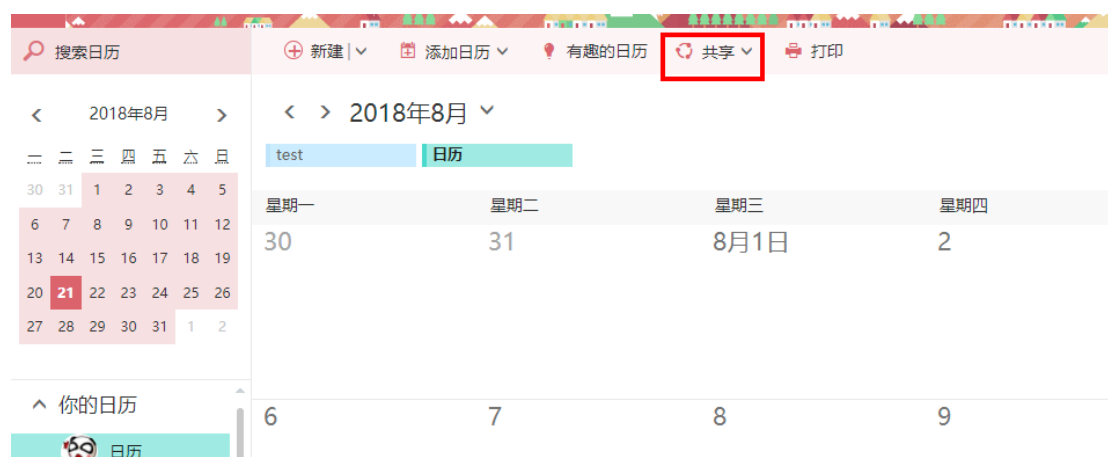 搜索日历 新建 添加日历 有趣的日历 共享 打印
2018年8月
一 二 三 四 五 六 日
30 31 1 2 3 4 5
6 7 8 9 10 11 12
13 14 15 16 17 18 19
20 21 22 23 24 25 26
27 28 29 30 31 1 2
你的日历
日历
2018年8月
test 日历
星期一 星期二 星期三 星期四
30 31 8月1日 2
6 7 8 9